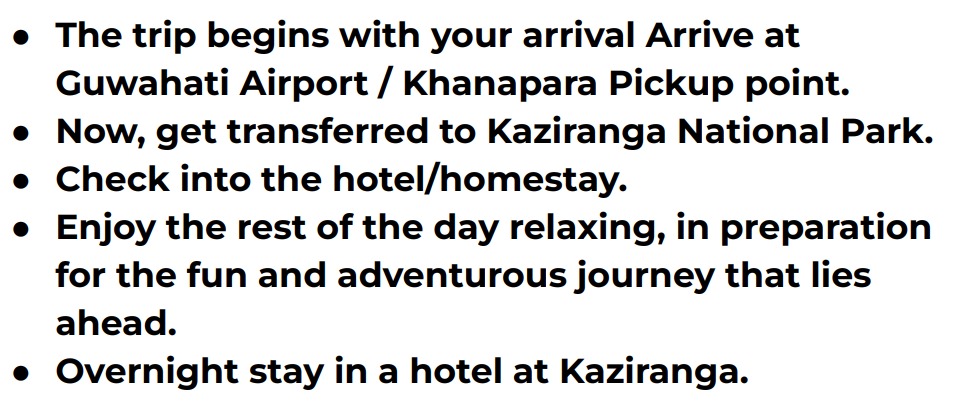 ● The trip begins with your arrival Arrive at
Guwahati Airport / Khanapara Pickup point.
● Now, get transferred to Kaziranga National Park.
● Check into the hotel/homestay.
● Enjoy the rest of the day relaxing, in preparation
for the fun and adventurous journey that lies
ahead.
● Overnight stay in a hotel at Kaziranga.